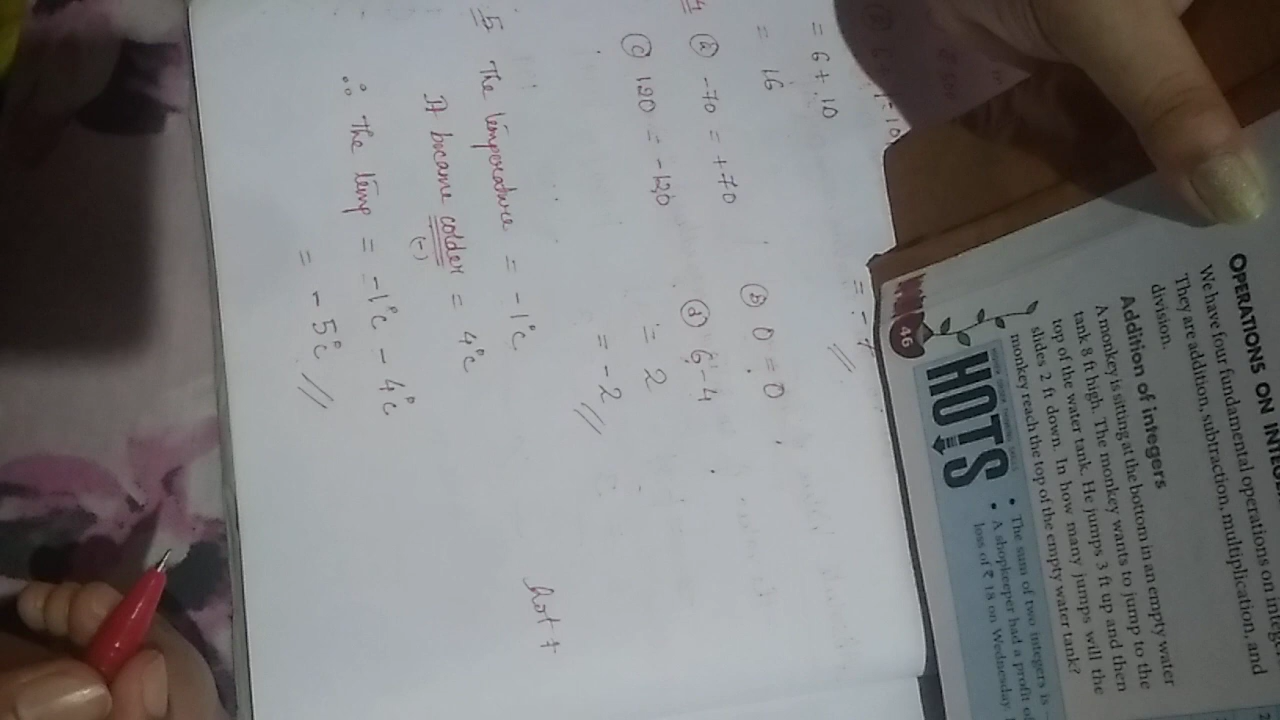 = 6 + 10
= 16
4 (a) -70 = +70
(b) 0 = 0
(c) 120 = -120
(d) 6-4
= 2
= -2
5 The temperature = -1°C
It became colder = 4°C
(-)
∴ The temp = -1°C - 4°C
= -5°C
hot +
OPERATIONS ON
We have four fundamental operations on
They are addition, subtraction, multiplication, and
division.
Addition of integers
A monkey is sitting at the bottom in an empty water
tank 8 ft high. The monkey wants to jump to the
top of the water tank. He jumps 3 ft up and then
slides 2 ft down. In how many jumps will the
monkey reach the top of the empty water tank?
46
HOTS
• The sum of two integers is
• A shopkeeper had a profit of
loss of ₹ 18 on Wednesday.